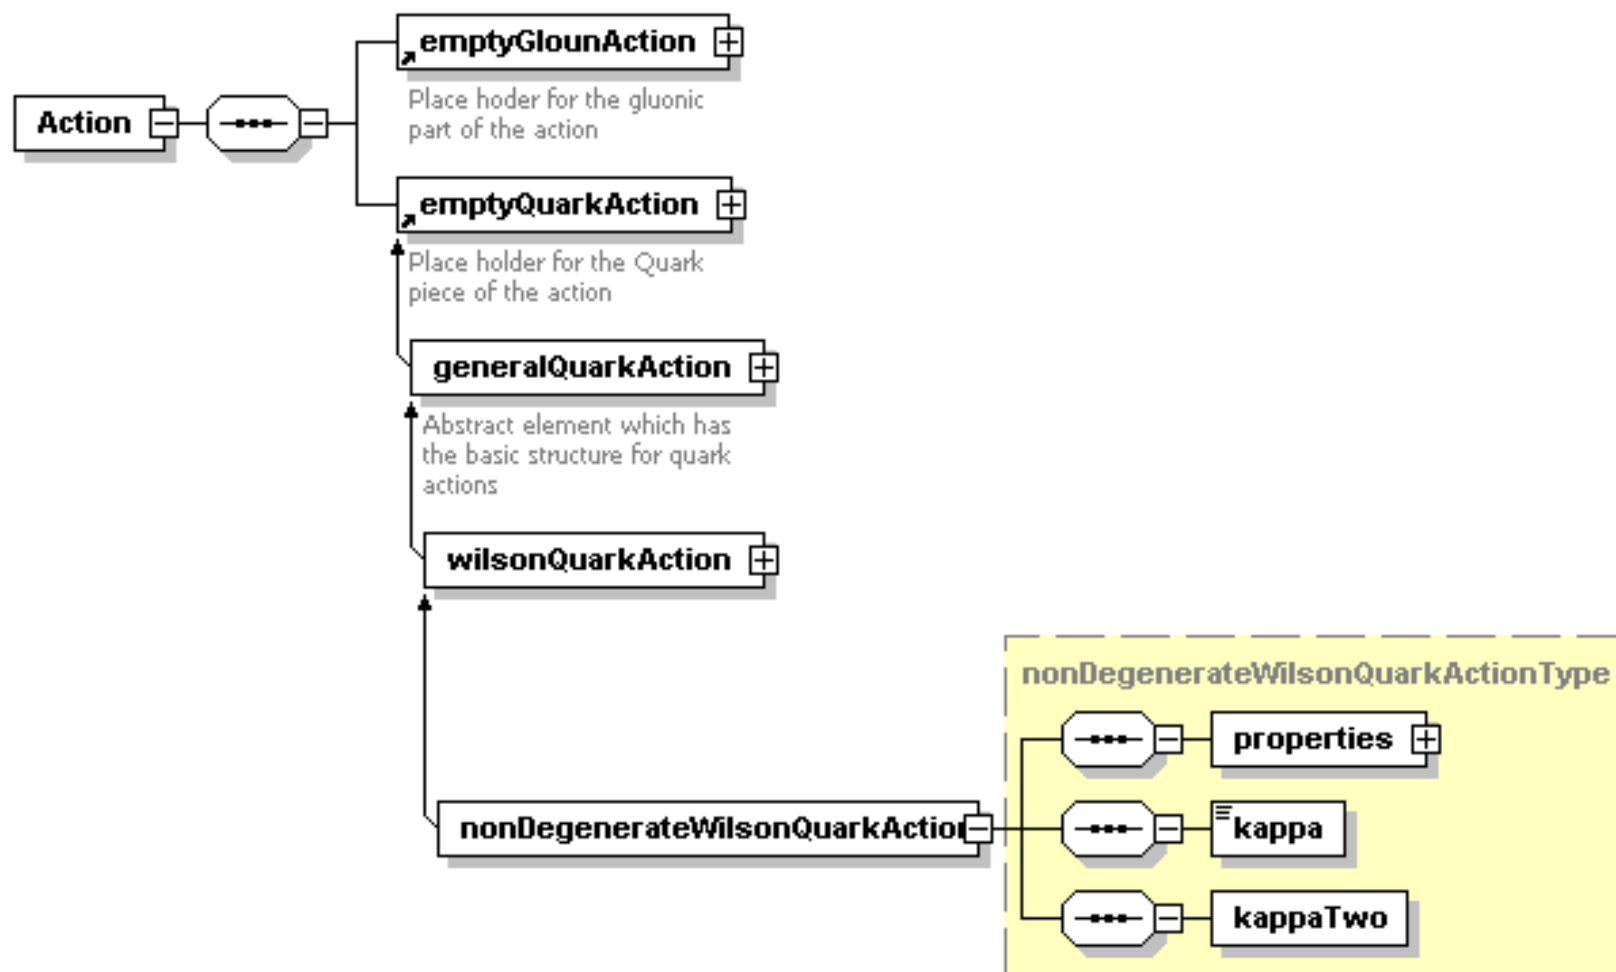 emptyGlounAction
Place hoder for the gluonic
part of the action
Action
emptyQuarkAction
Place holder for the Quark
piece of the action
generalQuarkAction
Abstract element which has
the basic structure for quark
actions
wilsonQuarkAction
nonDegenerateWilsonQuarkActionType
properties
nonDegenerateWilsonQuarkAction
kappa
kappaTwo